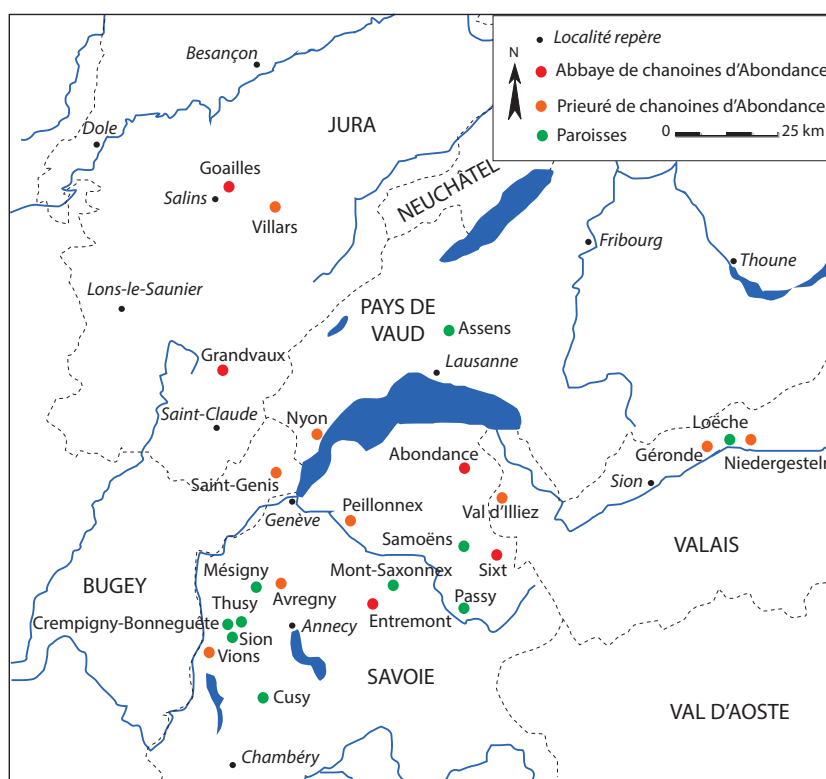 Localité repère
N
Abbaye de chanoines d'Abondance
Prieuré de chanoines d'Abondance
Paroisses
0
25 km
Besançon
Dole
JURA
Goailles
Salins
Villars
NEUCHÂTEL
Fribourg
Thoune
Lons-le-Saunier
PAYS DE
VAUD
Assens
Lausanne
Grandvaux
Saint-Claude
Nyon
Abondance
Loèche
Géronde
Niedergesteln
Saint-Genis
Sion
Genève
Peillonnex
Val d'Illiez
Samoëns
VALAIS
Mésigny
Mont-Saxonnex
Sixt
BUGEY
Thusy
Avregny
Passy
Crempigny-Bonneguête
Annecy
Entremont
Sion
Vions
SAVOIE
Cusy
VAL D'AOSTE
Chambéry